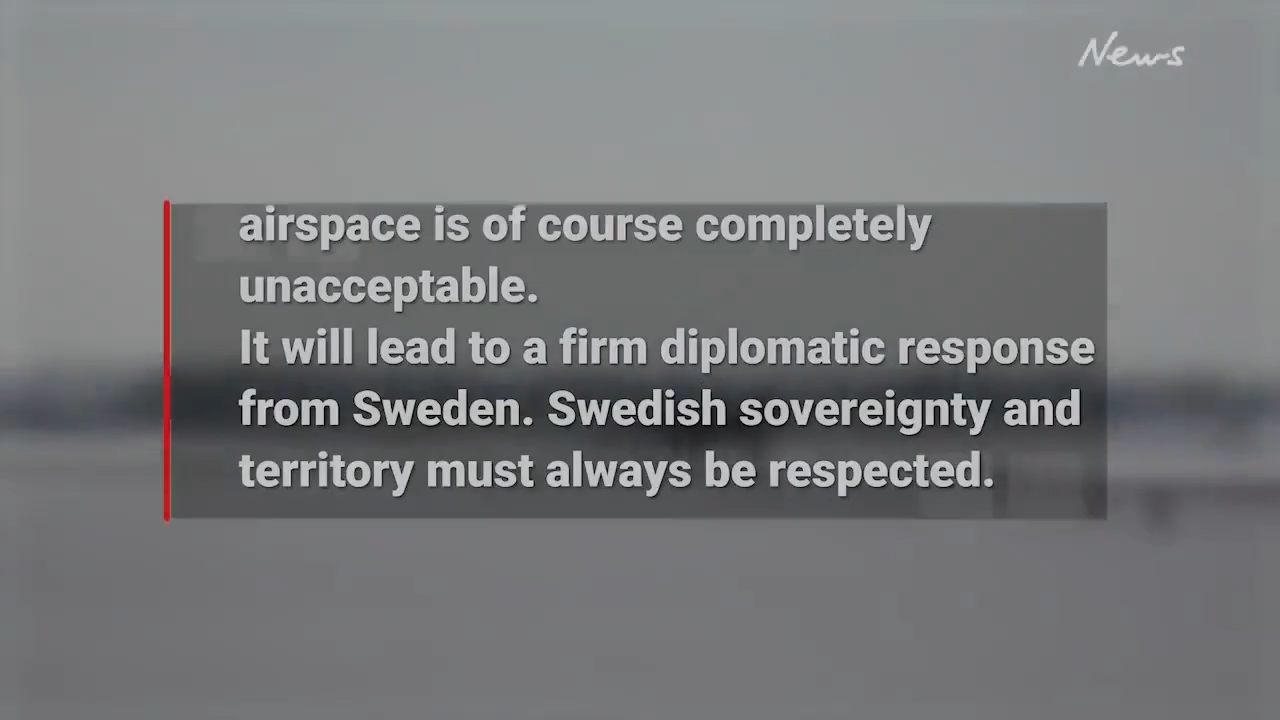 News
airspace is of course completely
unacceptable.
It will lead to a firm diplomatic response
from Sweden. Swedish sovereignty and
territory must always be respected.